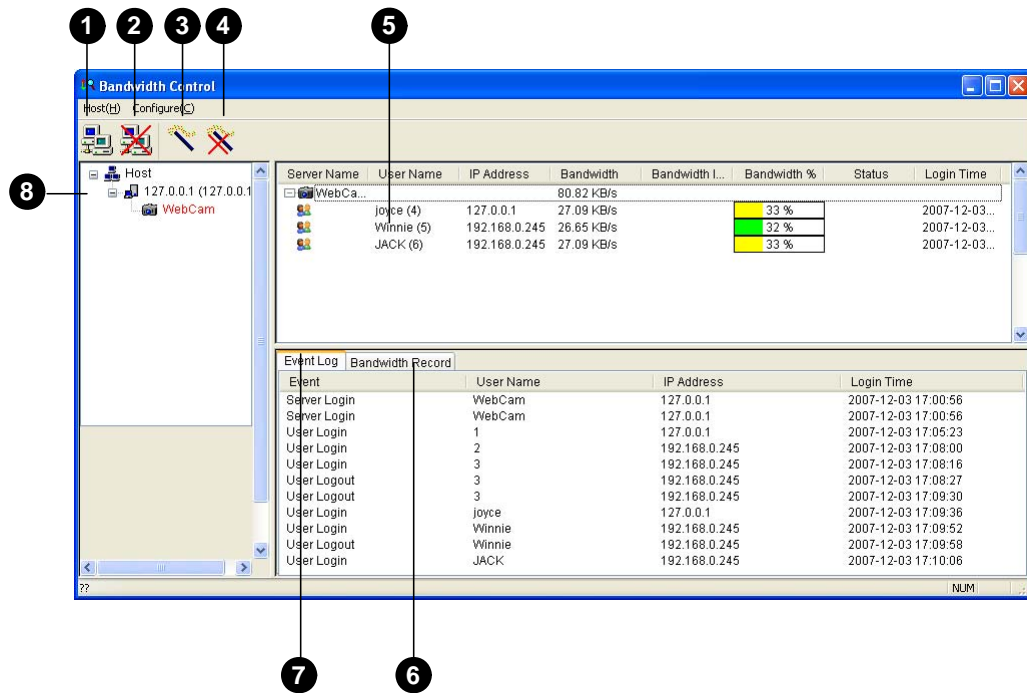 1 2 3 4 5
Bandwidth Control
Host(H) Configure(C)
8
Host
127.0.0.1 (127.0.0.1
WebCam
Server Name User Name IP Address Bandwidth Bandwidth l... Bandwidth % Status Login Time
WebCa... 80.82 KB/s
joyce (4) 127.0.0.1 27.09 KB/s 33 % 2007-12-03...
Winnie (5) 192.168.0.245 26.65 KB/s 32 % 2007-12-03...
JACK (6) 192.168.0.245 27.09 KB/s 33 % 2007-12-03...
Event Log Bandwidth Record
Event User Name IP Address Login Time
Server Login WebCam 127.0.0.1 2007-12-03 17:00:56
Server Login WebCam 127.0.0.1 2007-12-03 17:00:56
User Login 1 127.0.0.1 2007-12-03 17:05:23
User Login 2 192.168.0.245 2007-12-03 17:08:00
User Login 3 192.168.0.245 2007-12-03 17:08:16
User Logout 3 192.168.0.245 2007-12-03 17:08:27
User Logout 3 192.168.0.245 2007-12-03 17:09:30
User Login joyce 127.0.0.1 2007-12-03 17:09:36
User Login Winnie 192.168.0.245 2007-12-03 17:09:52
User Logout Winnie 192.168.0.245 2007-12-03 17:09:58
User Login JACK 192.168.0.245 2007-12-03 17:10:06
?? NUM
7 6